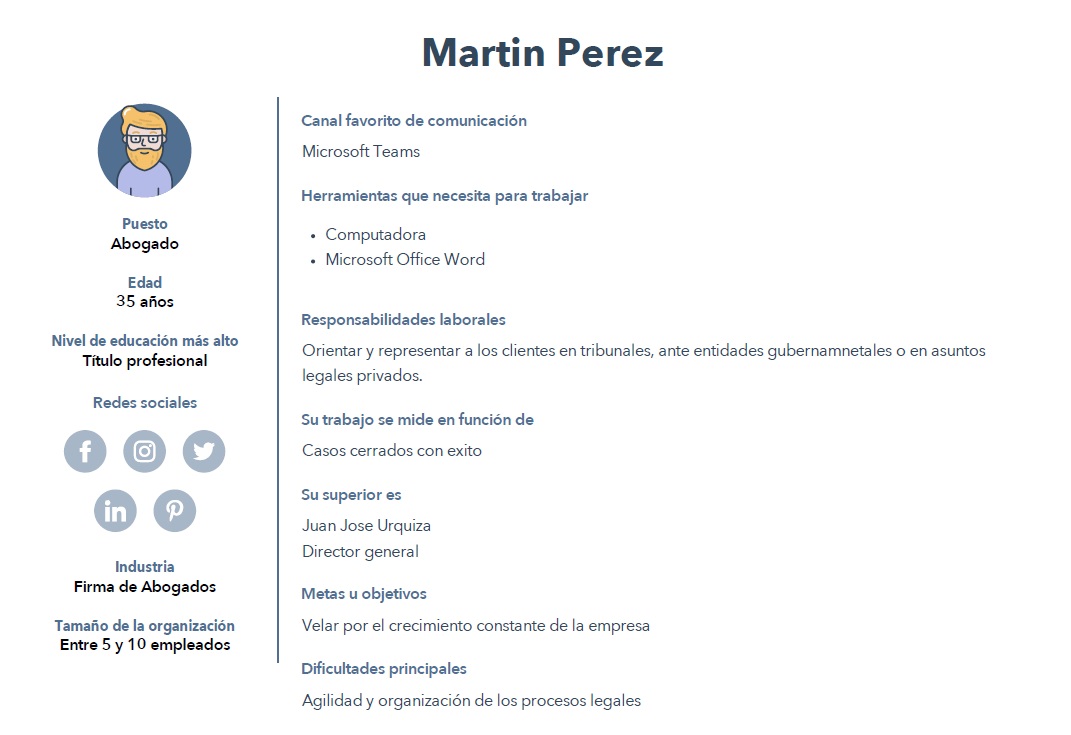 Martin Perez
Puesto
Abogado
Edad
35 años
Nivel de educación más alto
Título profesional
Redes sociales
Industria
Firma de Abogados
Tamaño de la organización
Entre 5 y 10 empleados
Canal favorito de comunicación
Microsoft Teams
Herramientas que necesita para trabajar
• Computadora
• Microsoft Office Word
Responsabilidades laborales
Orientar y representar a los clientes en tribunales, ante entidades gubernamnetales o en asuntos
legales privados.
Su trabajo se mide en función de
Casos cerrados con exito
Su superior es
Juan Jose Urquiza
Director general
Metas u objetivos
Velar por el crecimiento constante de la empresa
Dificultades principales
Agilidad y organización de los procesos legales